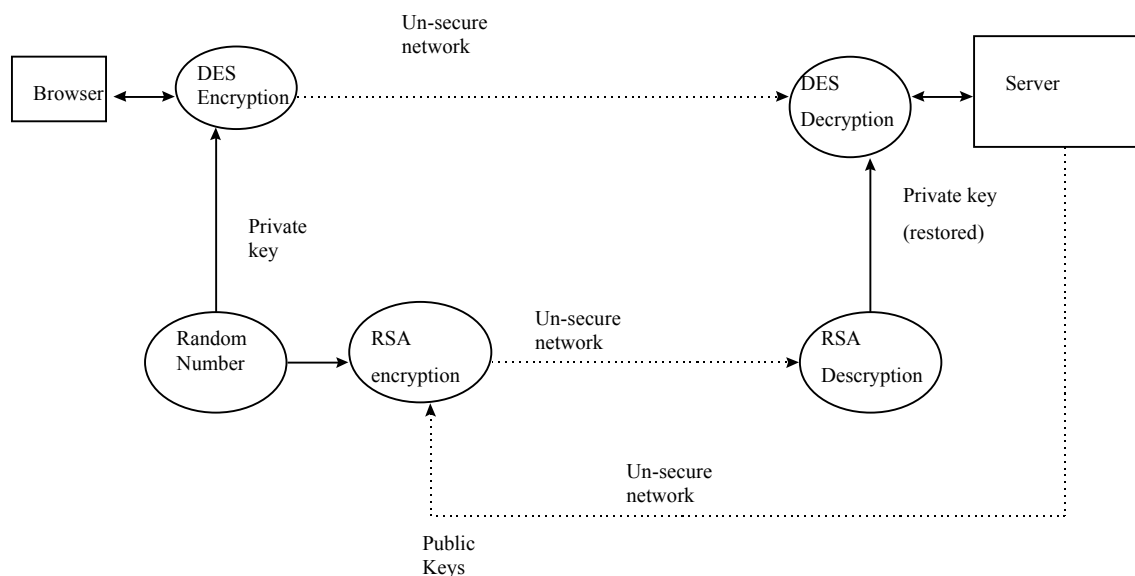 Un-secure
network
Browser
DES
Encryption
DES
Decryption
Server
Private
key
Private key
(restored)
Random
Number
RSA
encryption
Un-secure
network
RSA
Descryption
Un-secure
network
Public
Keys